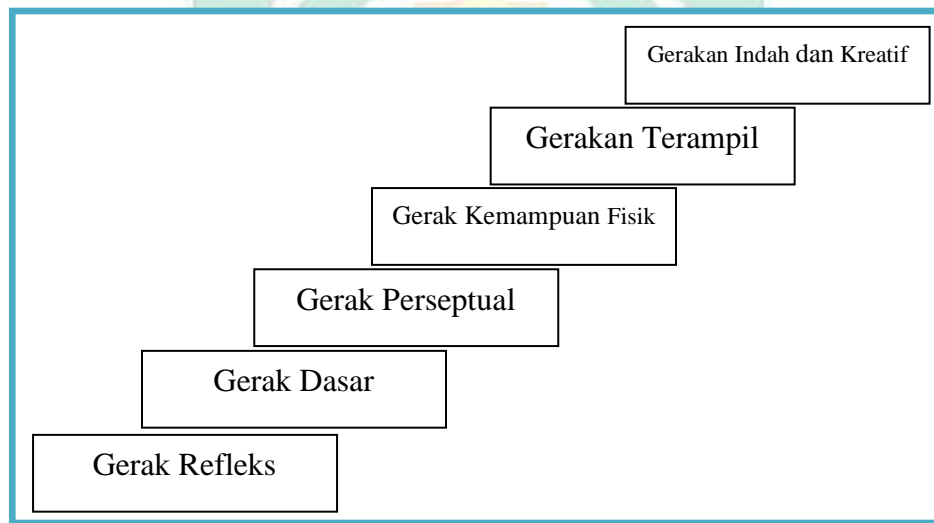 Gerakan Indah dan Kreatif
Gerakan Terampil
Gerak Kemampuan Fisik
Gerak Perseptual
Gerak Dasar
Gerak Refleks